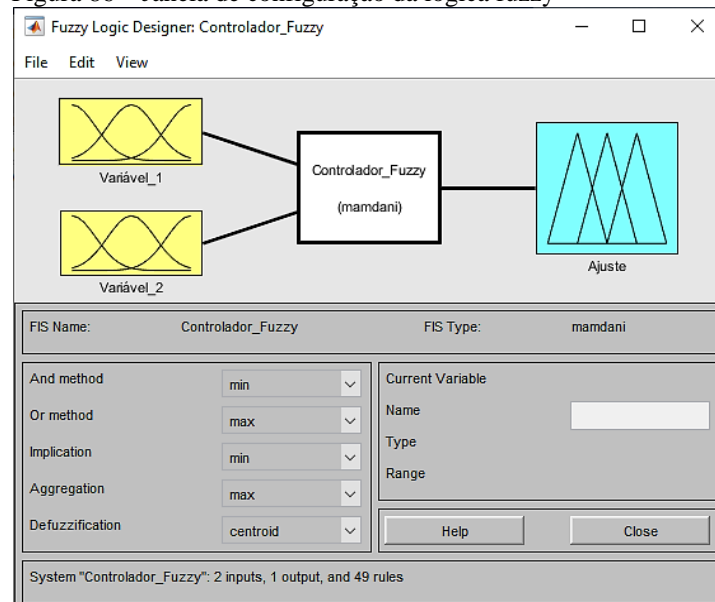 Fuzzy Logic Designer: Controlador_Fuzzy
File Edit View
Variável_1
Controlador_Fuzzy
(mamdani)
Variável_2
Ajuste
FIS Name: Controlador_Fuzzy FIS Type: mamdani
And method min
Or method max
Implication min
Aggregation max
Defuzzification centroid
Current Variable
Name
Type
Range
Help Close
System "Controlador_Fuzzy": 2 inputs, 1 output, and 49 rules